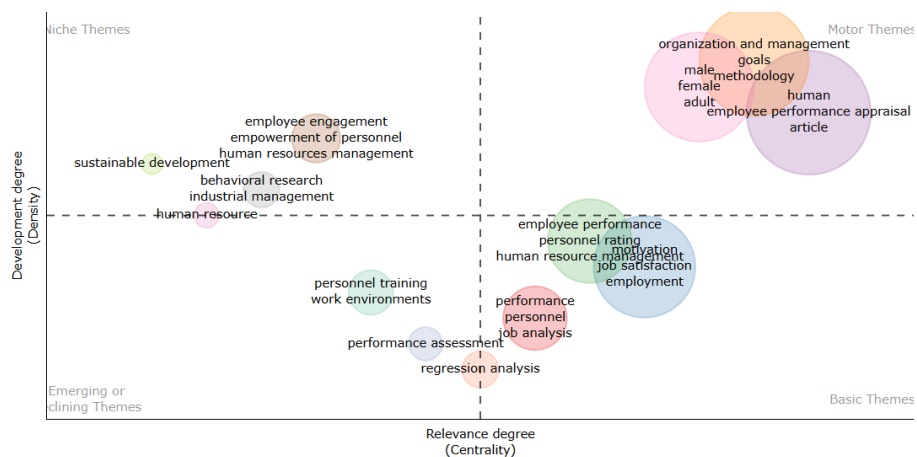 Niche Themes
Motor Themes
organization and management
goals
methodology
male
female
adult
human
employee performance appraisal
article
employee engagement
empowerment of personnel
human resources management
sustainable development
behavioral research
industrial management
human resource
employee performance
personnel rating
human resource management
motivation
job satisfaction
employment
personnel training
work environments
performance
personnel
job analysis
performance assessment
regression analysis
Emerging or
clining Themes
Basic Themes
Development degree
(Density)
Relevance degree
(Centrality)